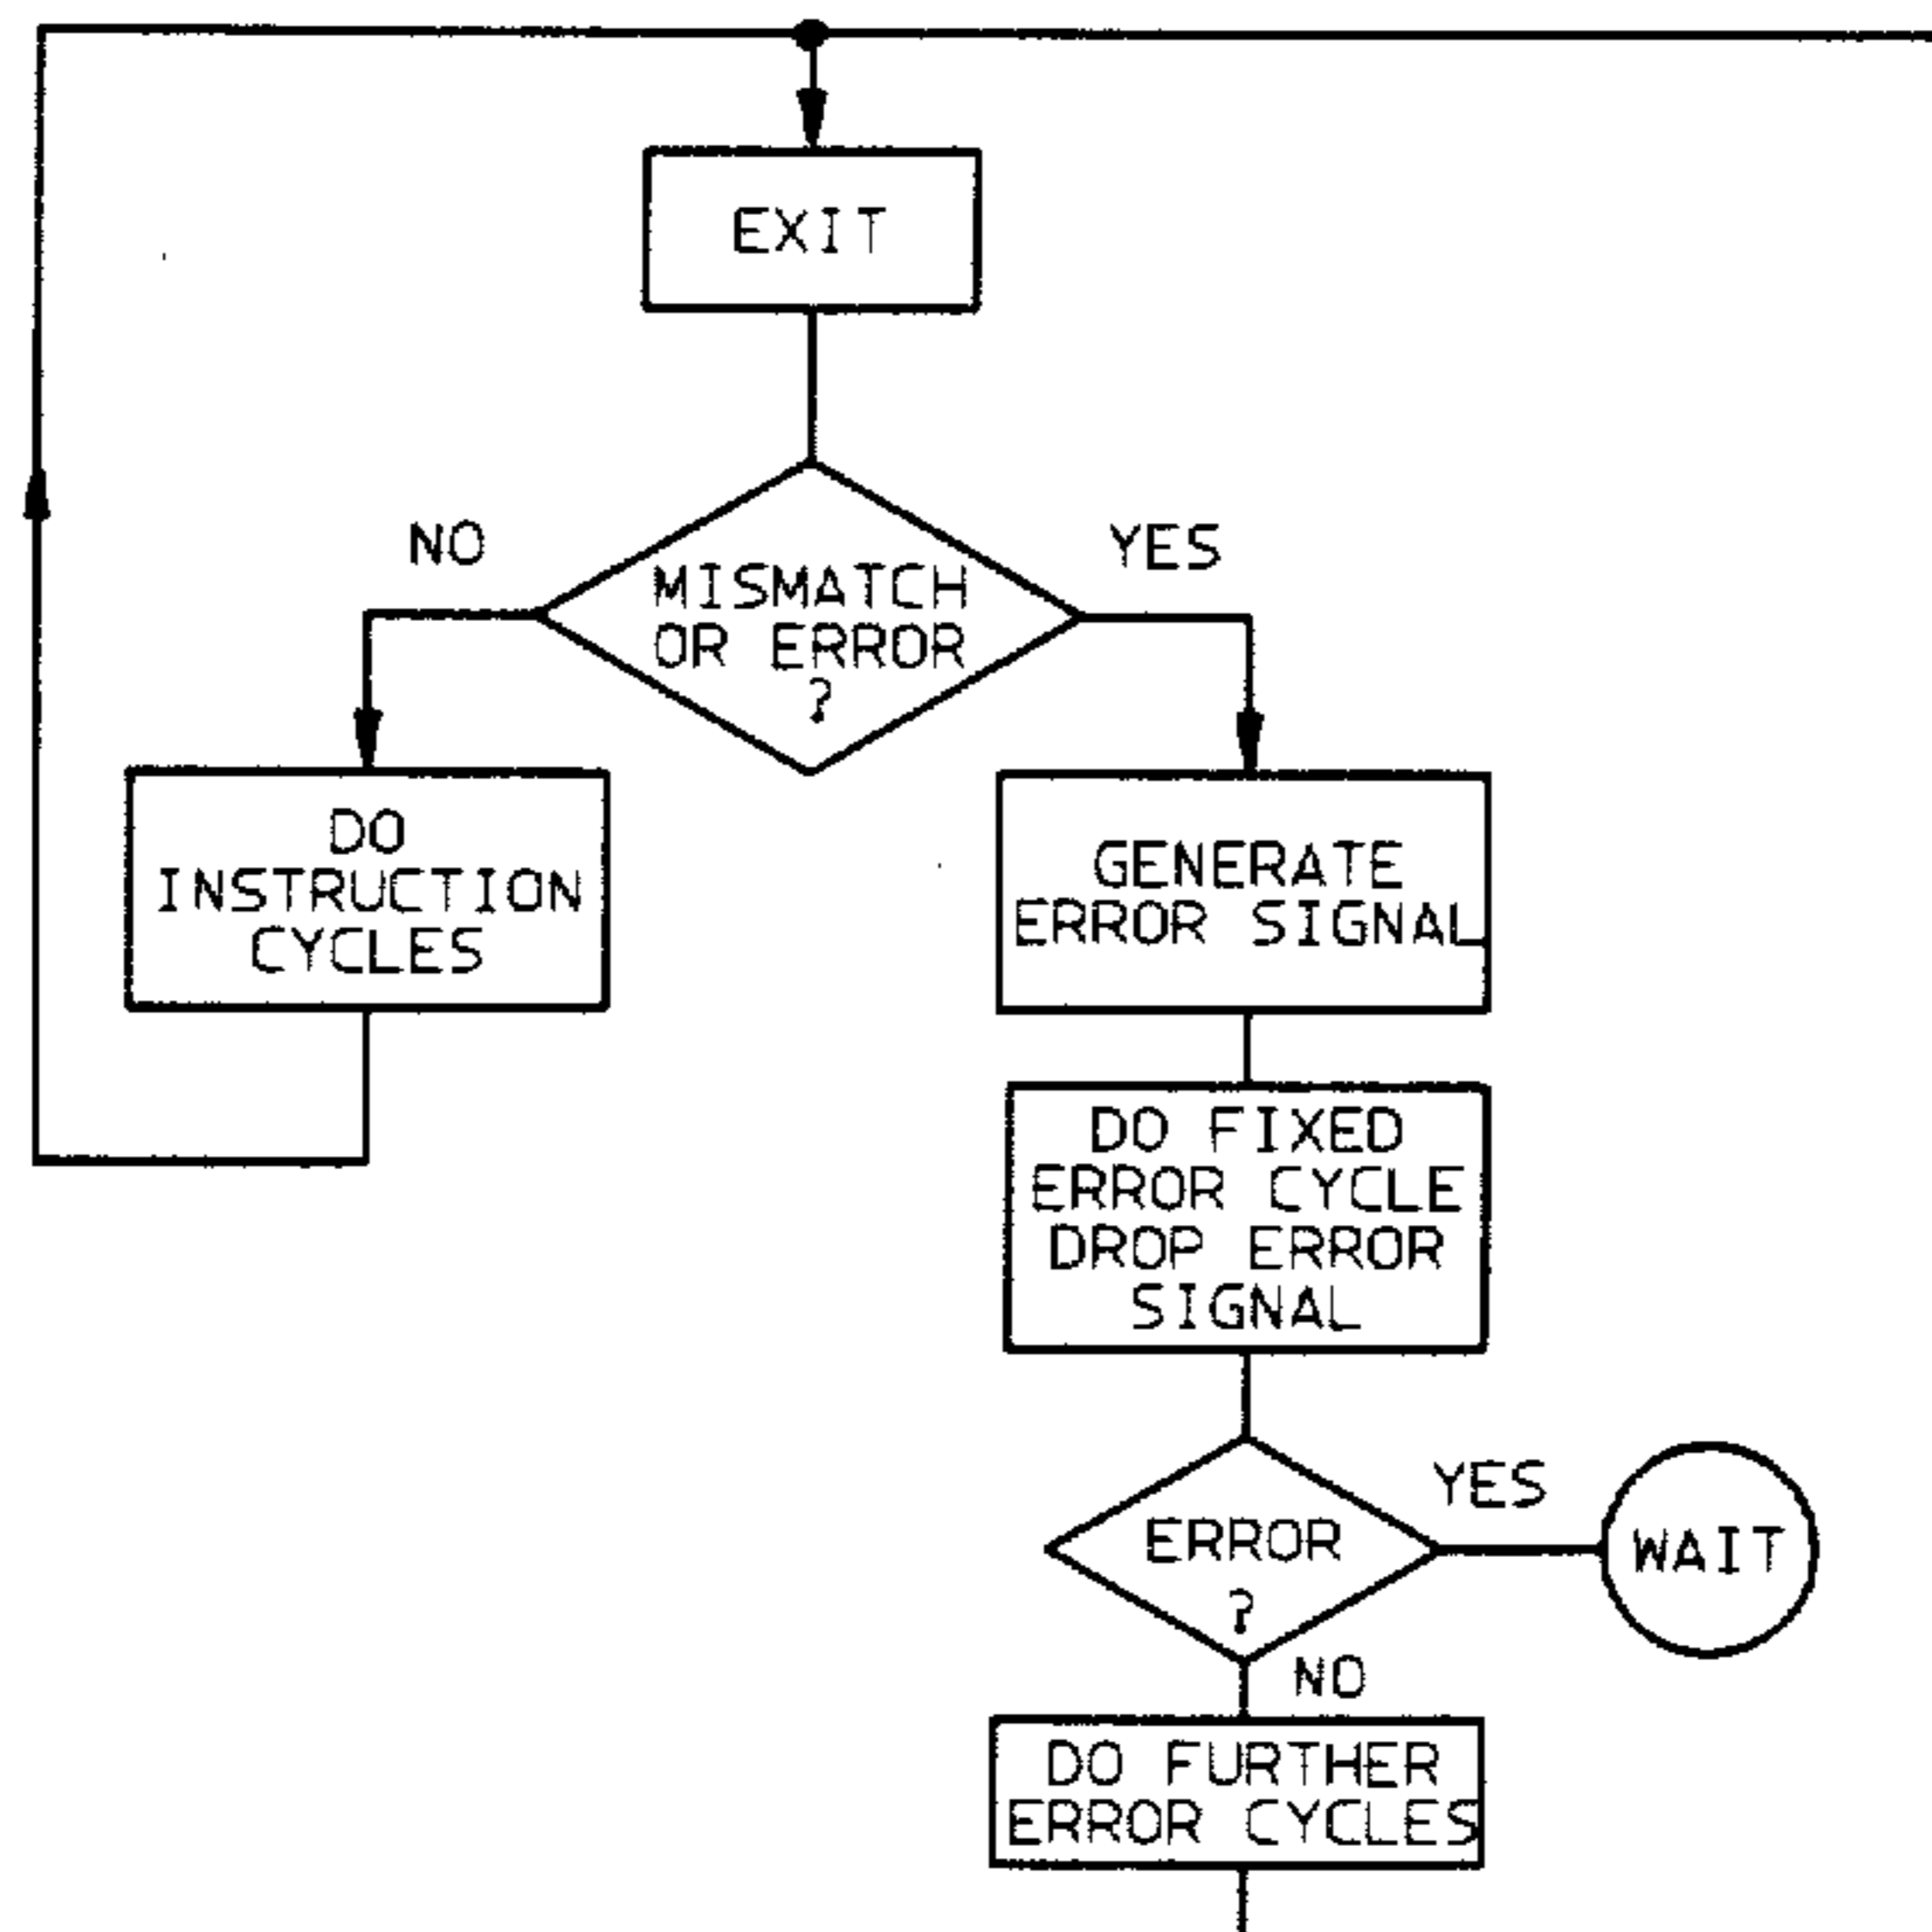 EXIT
NO
YES
MISMATCH
OR ERROR
?
DO
INSTRUCTION
CYCLES
GENERATE
ERROR SIGNAL
DO FIXED
ERROR CYCLE
DROP ERROR
SIGNAL
YES
ERROR
?
WAIT
NO
DO FURTHER
ERROR CYCLES